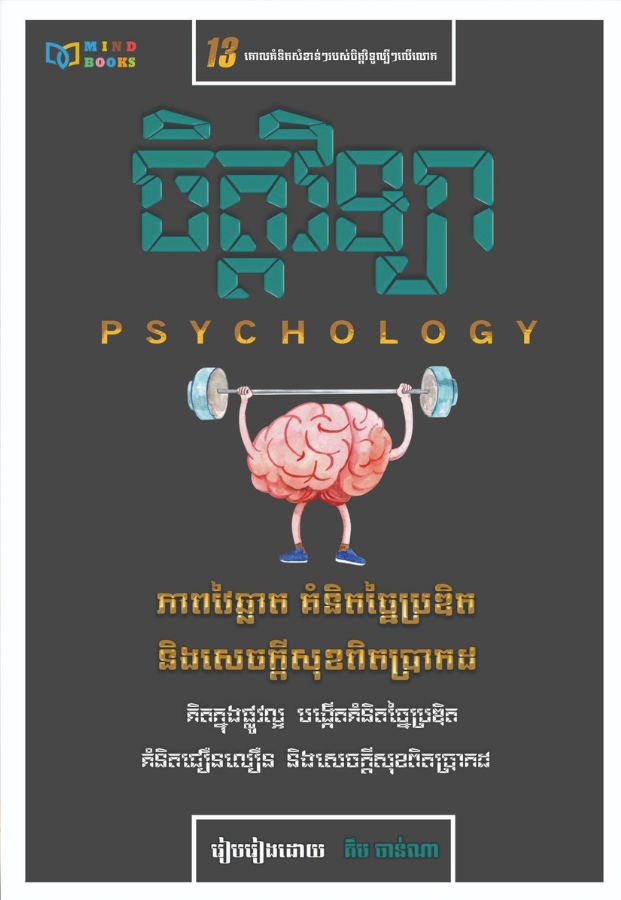 MIND
BOOKS
13 គោលគំនិតសំខាន់ៗរបស់ចិត្តវិទូល្បីៗលើលោក
ចិត្តវិទ្យា
PSYCHOLOGY
ភាពវៃឆ្លាត គំនិតច្នៃប្រឌិត
និងសេចក្តីសុខពិតប្រាកដ
គិតក្នុងផ្លូវល្អ បង្កើតគំនិតច្នៃប្រឌិត
គំនិតជឿនលឿន និងសេចក្តីសុខពិតប្រាកដ
រៀបរៀងដោយ គឹម ចាន់ណា